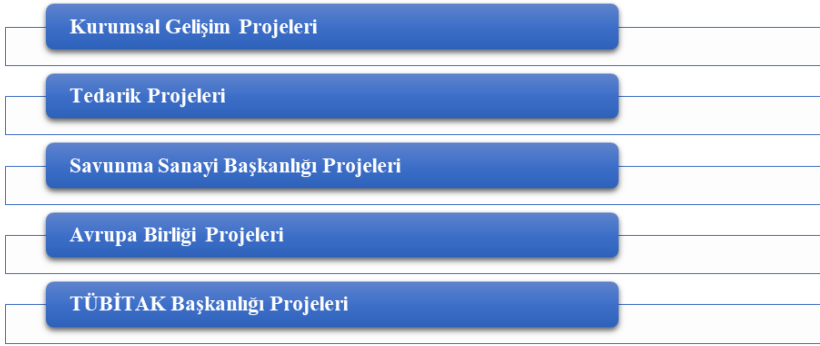 Kurumsal Gelişim Projeleri
Tedarik Projeleri
Savunma Sanayi Başkanlığı Projeleri
Avrupa Birliği Projeleri
TÜBİTAK Başkanlığı Projeleri